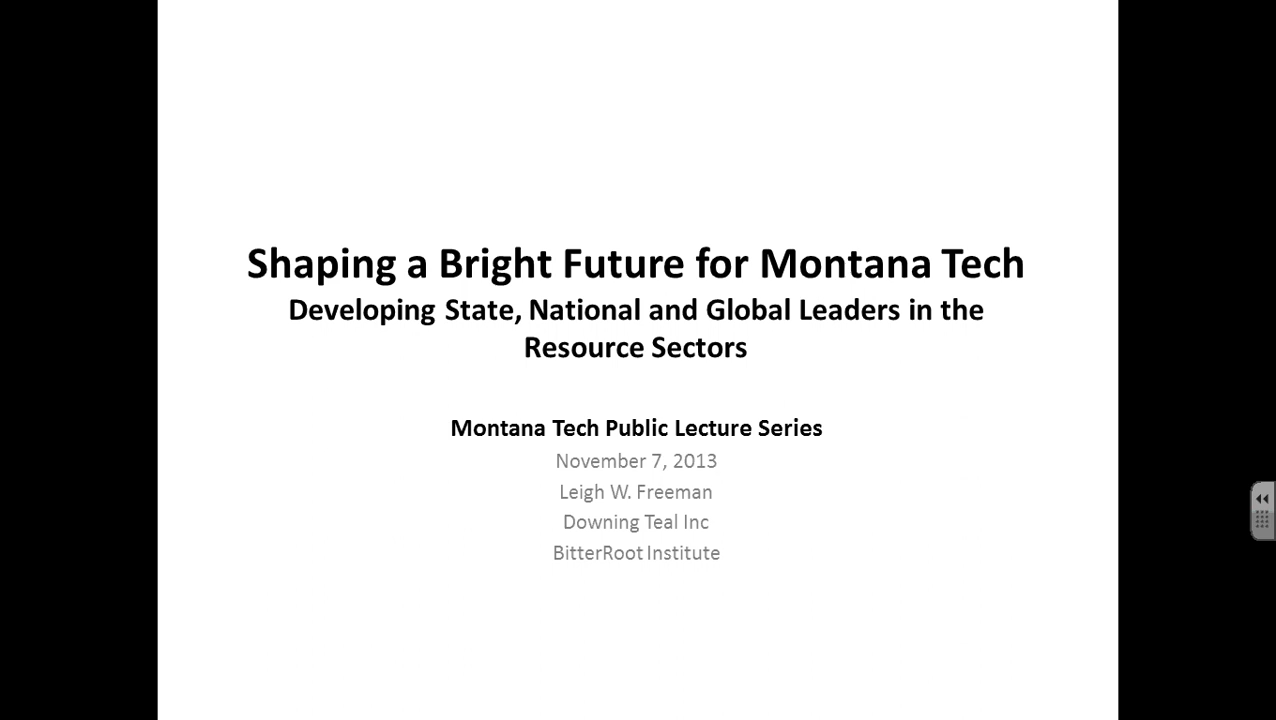 Shaping a Bright Future for Montana Tech
Developing State, National and Global Leaders in the
Resource Sectors
Montana Tech Public Lecture Series
November 7, 2013
Leigh W. Freeman
Downing Teal Inc
BitterRoot Institute